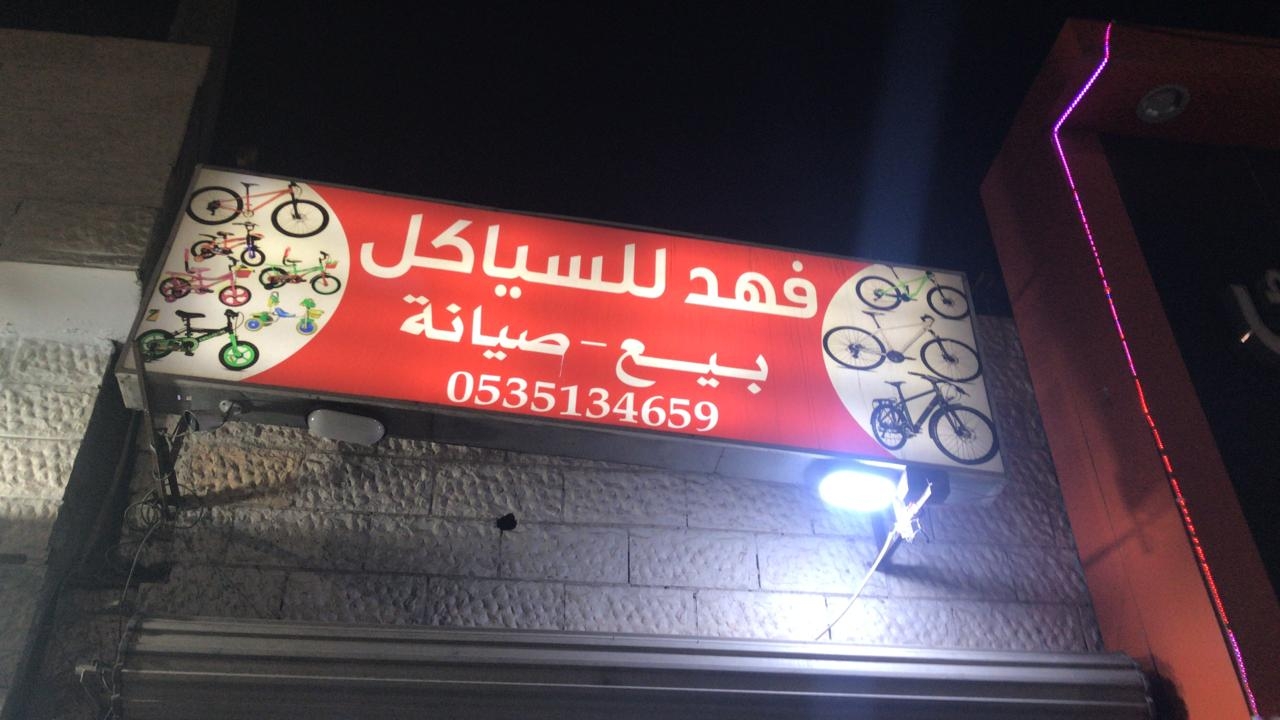 فهد للسياكل
بيع - صيانة
0535134659